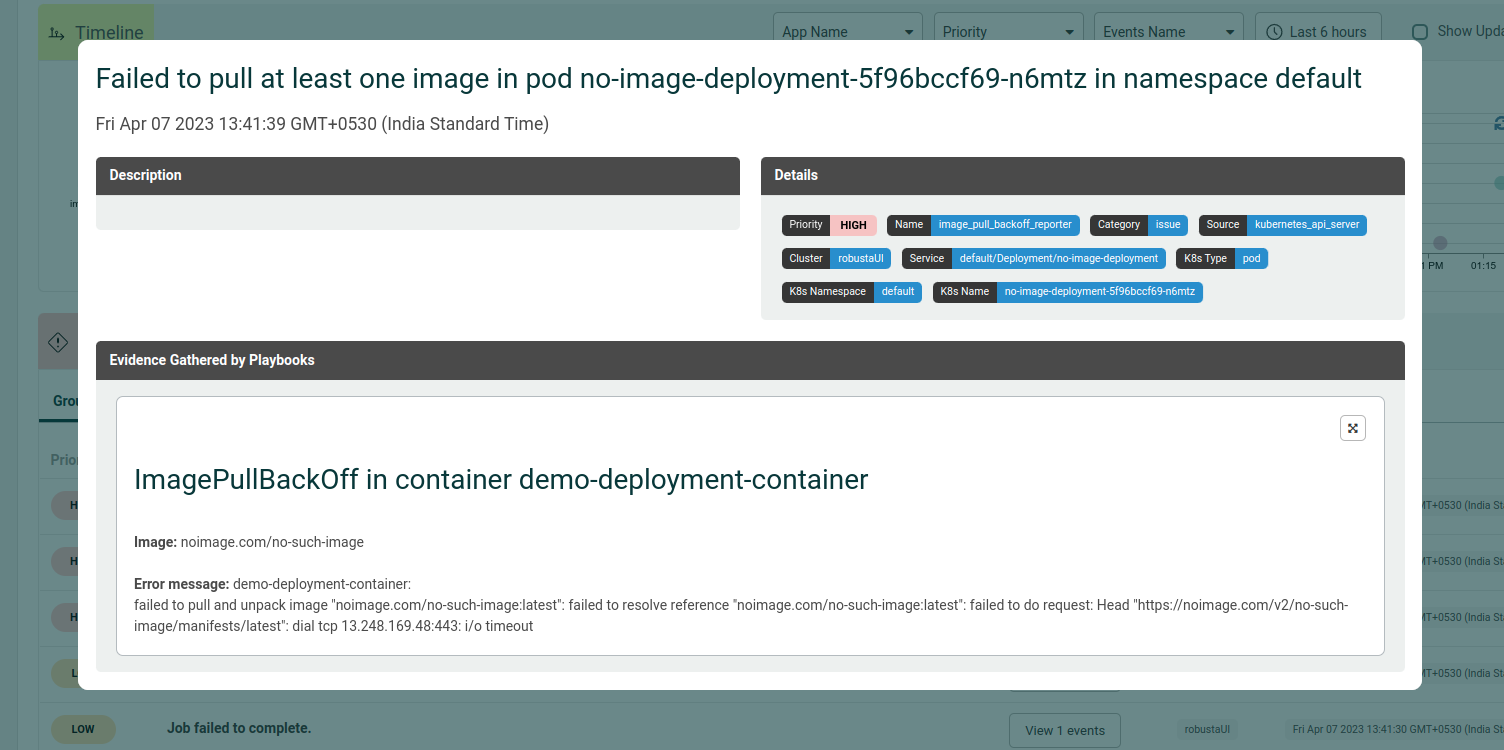 Timeline
App Name
Priority
Events Name
Last 6 hours
Failed to pull at least one image in pod no-image-deployment-5f96bccf69-n6mtz in namespace default
Fri Apr 07 2023 13:41:39 GMT+0530 (India Standard Time)
Description
Details
Priority HIGH Name image_pull_backoff_reporter Category issue Source kubernetes_api_server
Cluster robustaUI Service default/Deployment/no-image-deployment K8s Type pod
K8s Namespace default K8s Name no-image-deployment-5f96bccf69-n6mtz
PM 01:15
Evidence Gathered by Playbooks
ImagePullBackOff in container demo-deployment-container
Image: noimage.com/no-such-image
Error message: demo-deployment-container:
failed to pull and unpack image "noimage.com/no-such-image:latest": failed to resolve reference "noimage.com/no-such-image:latest": failed to do request: Head "https://noimage.com/v2/no-such-
image/manifests/latest": dial tcp 13.248.169.48:443: i/o timeout
LOW Job failed to complete. View 1 events robustaUI Fri Apr 07 2023 13:41:30 GMT+0530 (India St